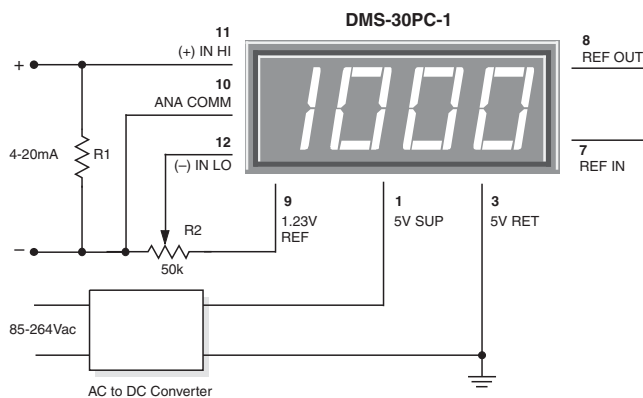 DMS-30PC-1
11
(+) IN HI
10
ANA COMM
12
(–) IN LO
1000
8
REF OUT
7
REF IN
+
4-20mA
R1
–
R2
50k
9
1.23V
REF
1
5V SUP
3
5V RET
85-264Vac
AC to DC Converter